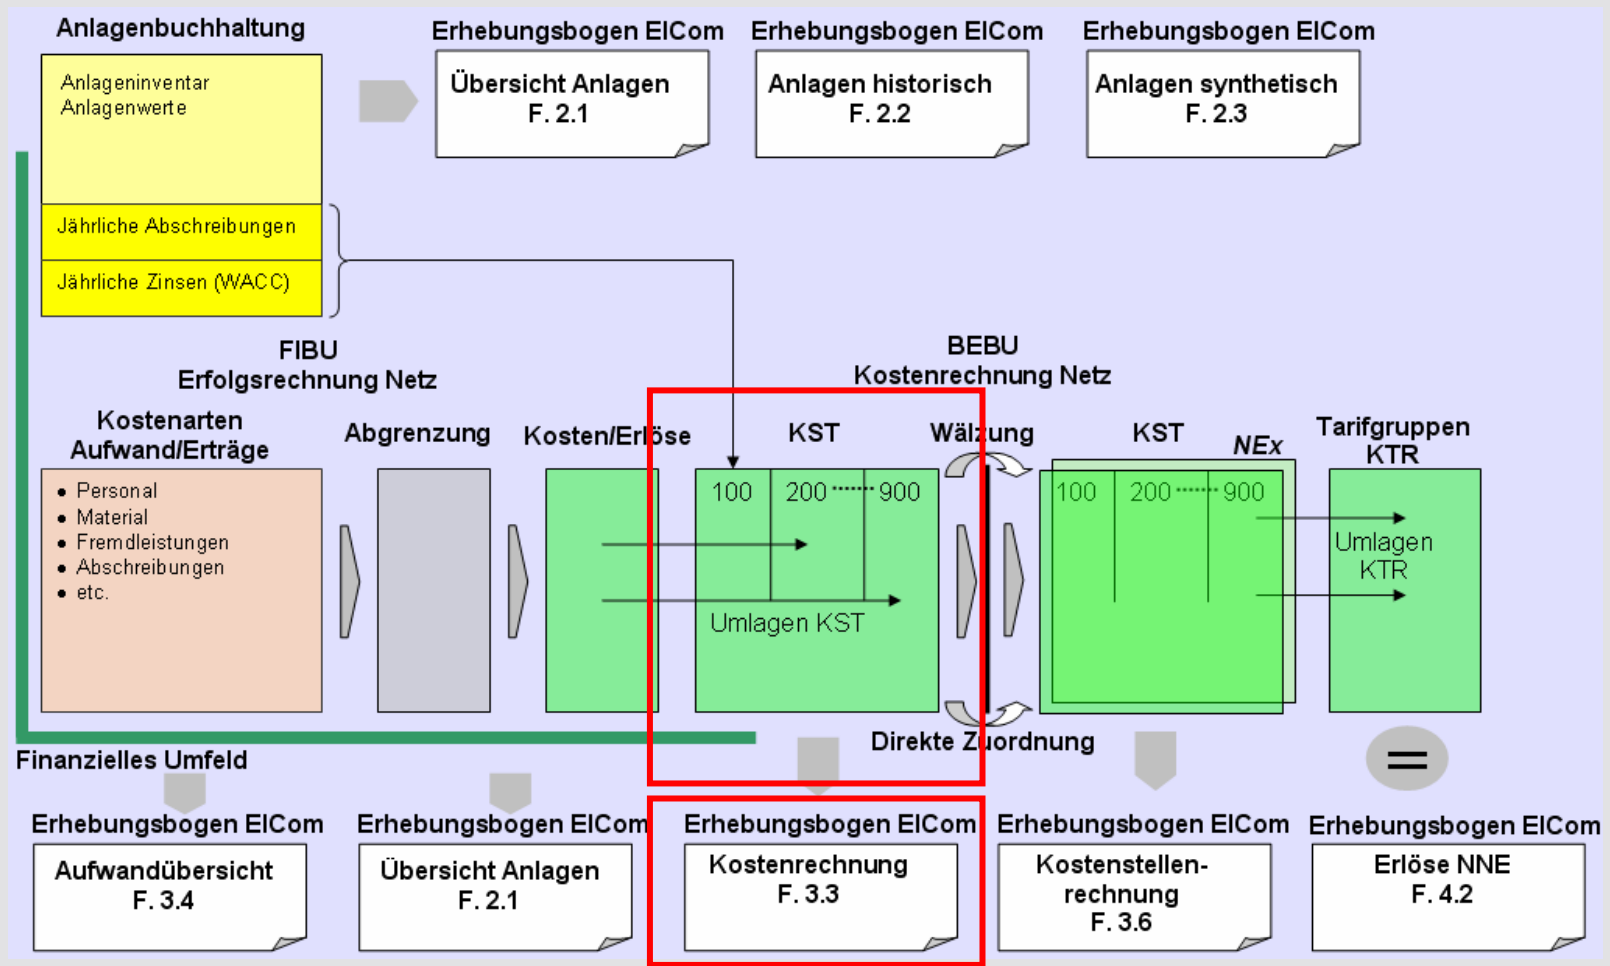 Anlagenbuchhaltung
Anlageninventar
Anlagenwerte
Jährliche Abschreibungen
Jährliche Zinsen (WACC)
Erhebungsbogen ElCom
Übersicht Anlagen
F. 2.1
Erhebungsbogen ElCom
Anlagen historisch
F. 2.2
Erhebungsbogen ElCom
Anlagen synthetisch
F. 2.3
FIBU
Erfolgsrechnung Netz
BEBU
Kostenrechnung Netz
Kostenarten
Aufwand/Erträge
• Personal
• Material
• Fremdleistungen
• Abschreibungen
• etc.
Abgrenzung
Kosten/Erlöse
KST
100 200 ······· 900
Umlagen KST
Wälzung
Direkte Zuordnung
KST
NEx
100 200 ······· 900
Tarifgruppen
KTR
Umlagen
KTR
=
Finanzielles Umfeld
Erhebungsbogen ElCom
Aufwandübersicht
F. 3.4
Erhebungsbogen ElCom
Übersicht Anlagen
F. 2.1
Erhebungsbogen ElCom
Kostenrechnung
F. 3.3
Erhebungsbogen ElCom
Kostenstellen-
rechnung
F. 3.6
Erhebungsbogen ElCom
Erlöse NNE
F. 4.2